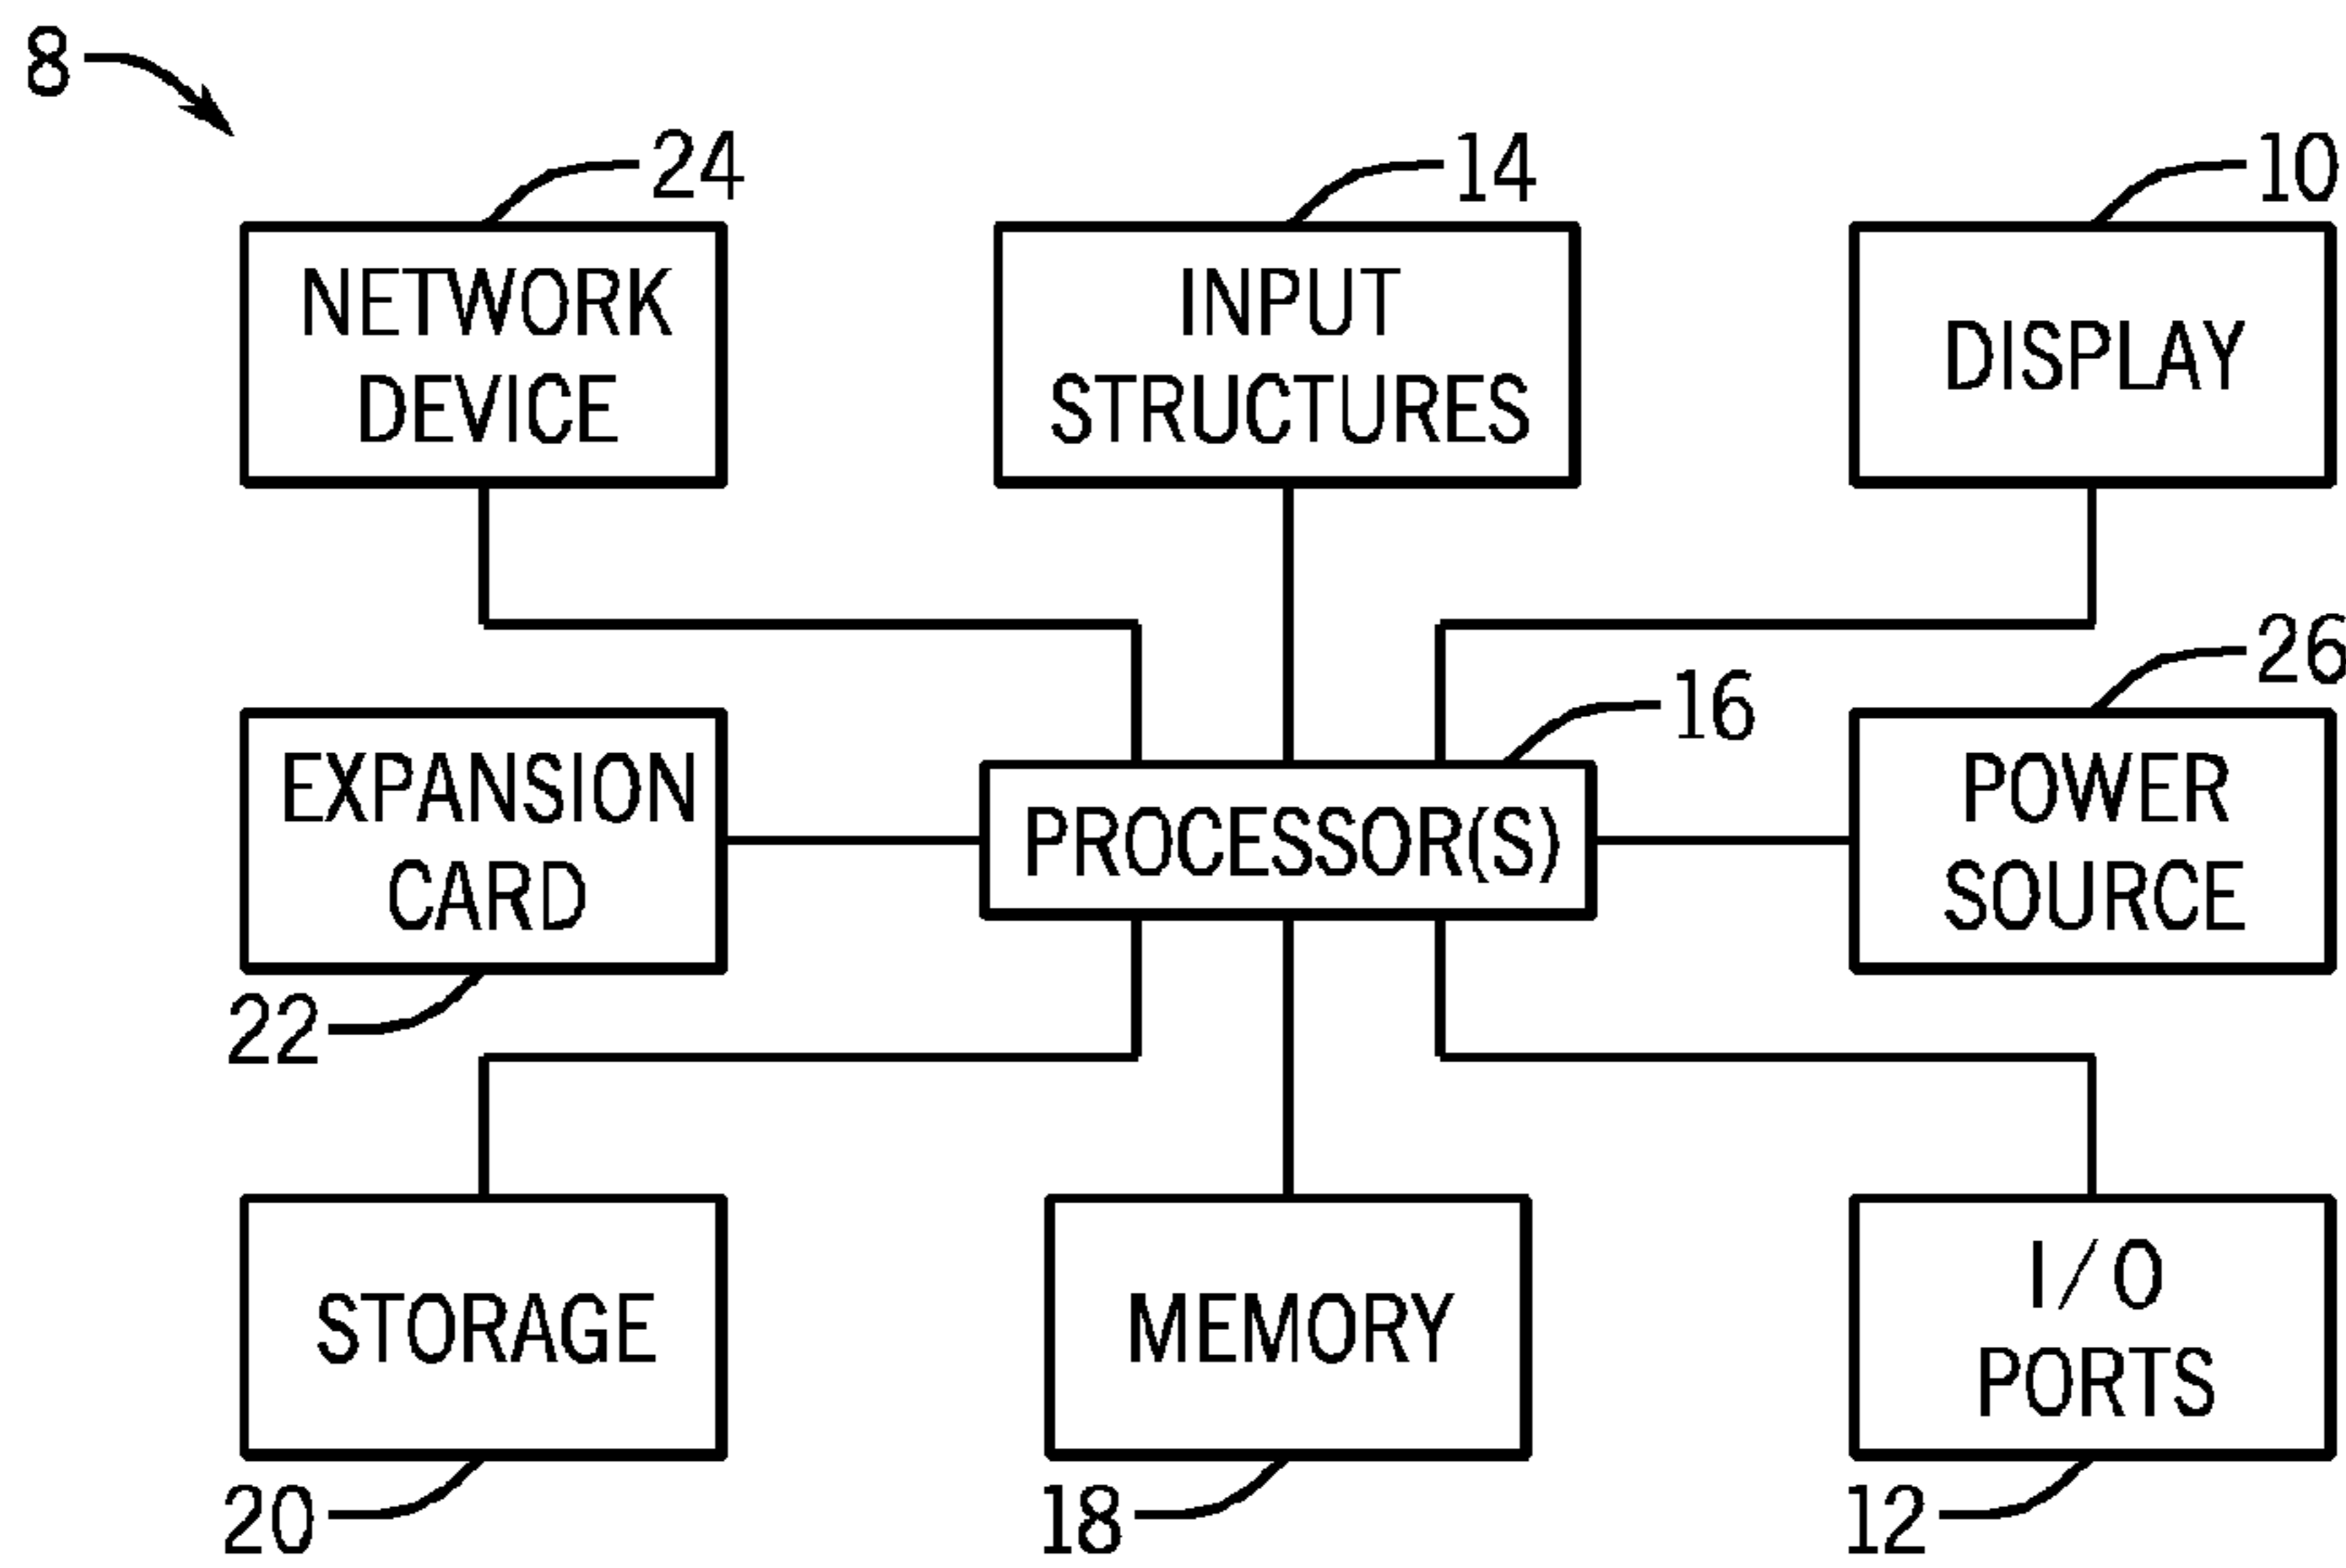 8
24
14
10
NETWORK
DEVICE
INPUT
STRUCTURES
DISPLAY
26
16
EXPANSION
CARD
PROCESSOR(S)
POWER
SOURCE
22
STORAGE
MEMORY
I/O
PORTS
20
18
12